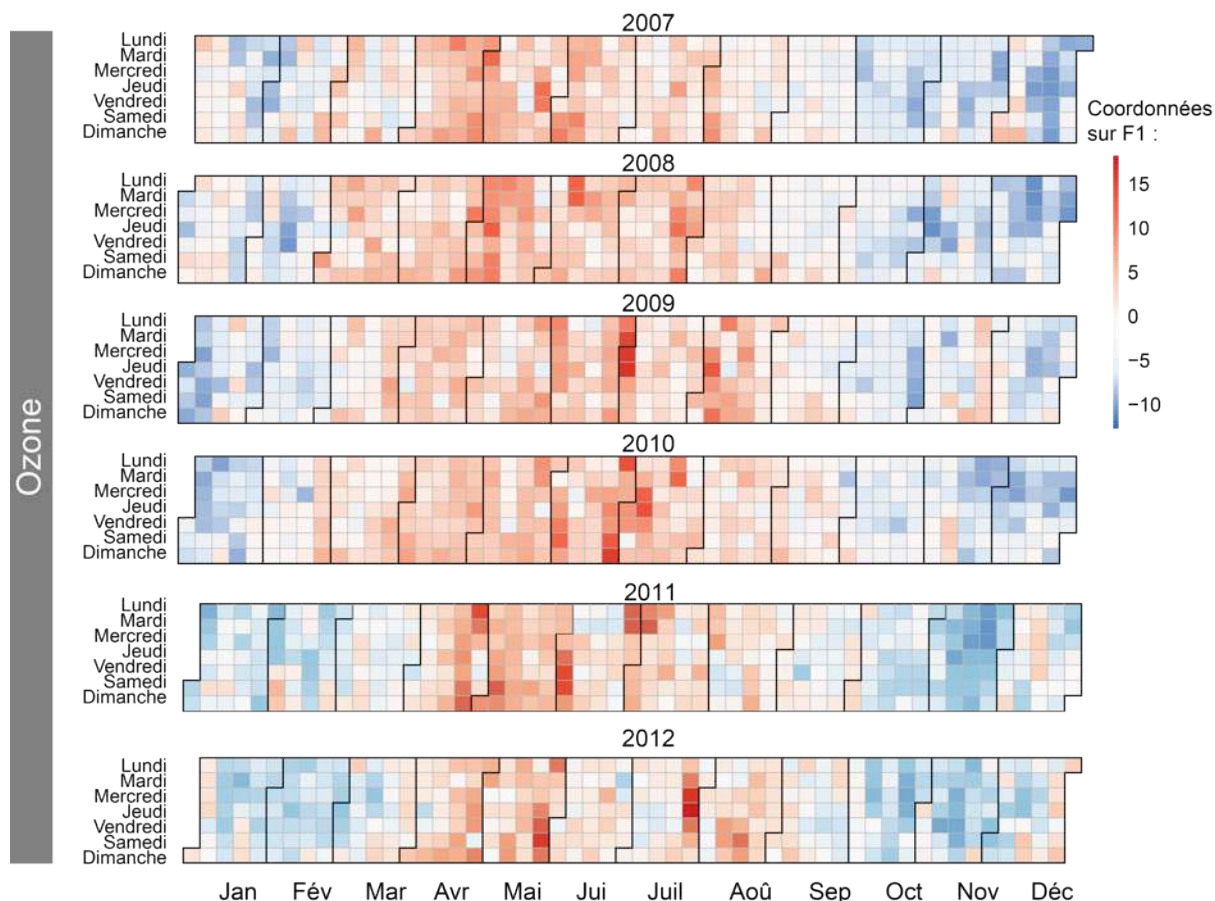 Ozone
2007
Lundi
Mardi
Mercredi
Jeudi
Vendredi
Samedi
Dimanche
2008
Lundi
Mardi
Mercredi
Jeudi
Vendredi
Samedi
Dimanche
2009
Lundi
Mardi
Mercredi
Jeudi
Vendredi
Samedi
Dimanche
2010
Lundi
Mardi
Mercredi
Jeudi
Vendredi
Samedi
Dimanche
2011
Lundi
Mardi
Mercredi
Jeudi
Vendredi
Samedi
Dimanche
2012
Lundi
Mardi
Mercredi
Jeudi
Vendredi
Samedi
Dimanche
Jan Fév Mar Avr Mai Jui Juil Aoû Sep Oct Nov Déc
Coordonnées
sur F1 :
15
10
5
0
−5
−10